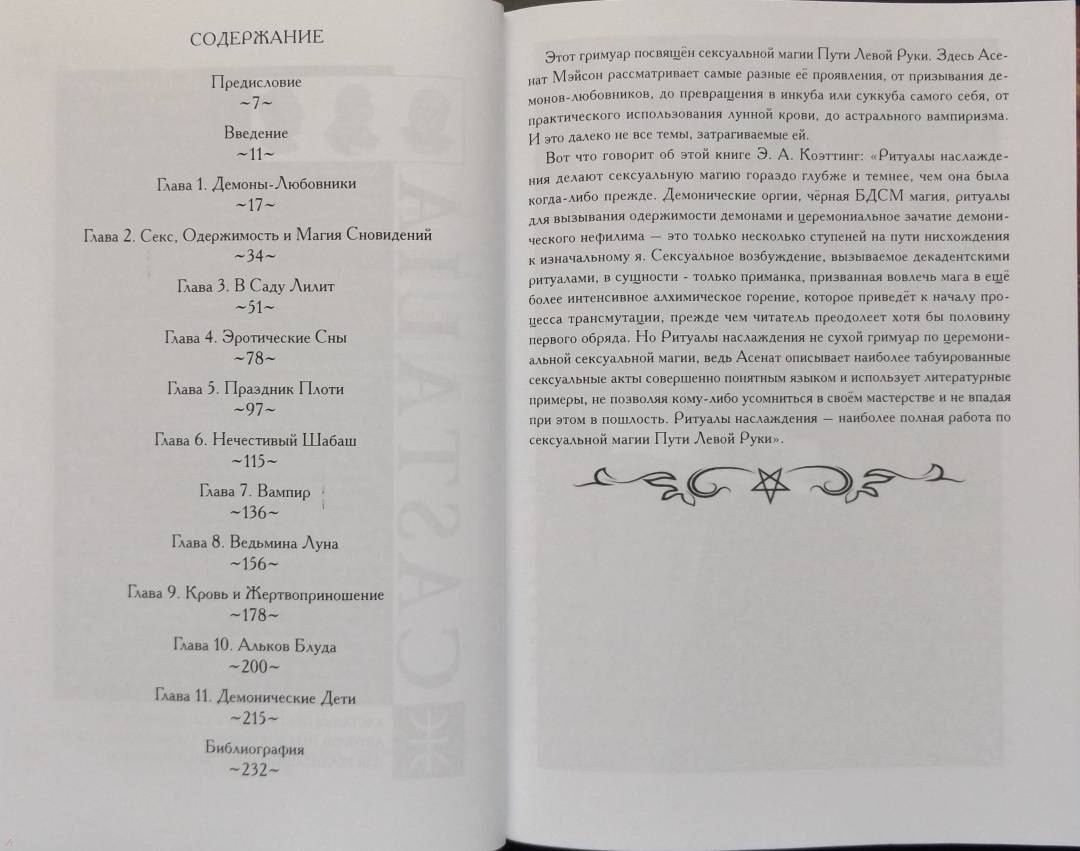 СОДЕРЖАНИЕ
Предисловие
~7~
Введение
~11~
Глава 1. Демоны-Любовники
~17~
Глава 2. Секс, Одержимость и Магия Сновидений
~34~
Глава 3. В Саду Лилит
~51~
Глава 4. Эротические Сны
~78~
Глава 5. Праздник Плоти
~97~
Глава 6. Нечестивый Шабаш
~115~
Глава 7. Вампир
~136~
Глава 8. Ведьмина Луна
~156~
Глава 9. Кровь и Жертвоприношение
~178~
Глава 10. Альков Блуда
~200~
Глава 11. Демонические Дети
~215~
Библиография
~232~
Этот гримуар посвящён сексуальной магии Пути Левой Руки. Здесь Асе-
нат Мэйсон рассматривает самые разные её проявления, от призывания де-
монов-любовников, до превращения в инкуба или суккуба самого себя, от
практического использования лунной крови, до астрального вампиризма.
И это далеко не все темы, затрагиваемые ей.
Вот что говорит об этой книге Э. А. Коэттинг: «Ритуалы наслажде-
ния делают сексуальную магию гораздо глубже и темнее, чем она была
когда-либо прежде. Демонические оргии, чёрная БДСМ магия, ритуалы
для вызывания одержимости демонами и церемониальное зачатие демони-
ческого нефилима — это только несколько ступеней на пути нисхождения
к изначальному я. Сексуальное возбуждение, вызываемое декадентскими
ритуалами, в сущности - только приманка, призванная вовлечь мага в ещё
более интенсивное алхимическое горение, которое приведёт к началу про-
цесса трансмутации, прежде чем читатель преодолеет хотя бы половину
первого обряда. Но Ритуалы наслаждения не сухой гримуар по церемони-
альной сексуальной магии, ведь Асенат описывает наиболее табуированные
сексуальные акты совершенно понятным языком и использует литературные
примеры, не позволяя кому-либо усомниться в своём мастерстве и не впадая
при этом в пошлость. Ритуалы наслаждения — наиболее полная работа по
сексуальной магии Пути Левой Руки».